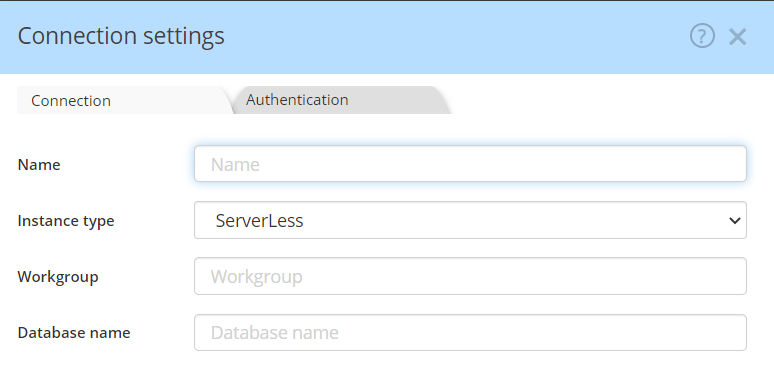 Connection settings ? ×
Connection Authentication
Name Name
Instance type ServerLess
Workgroup Workgroup
Database name Database name